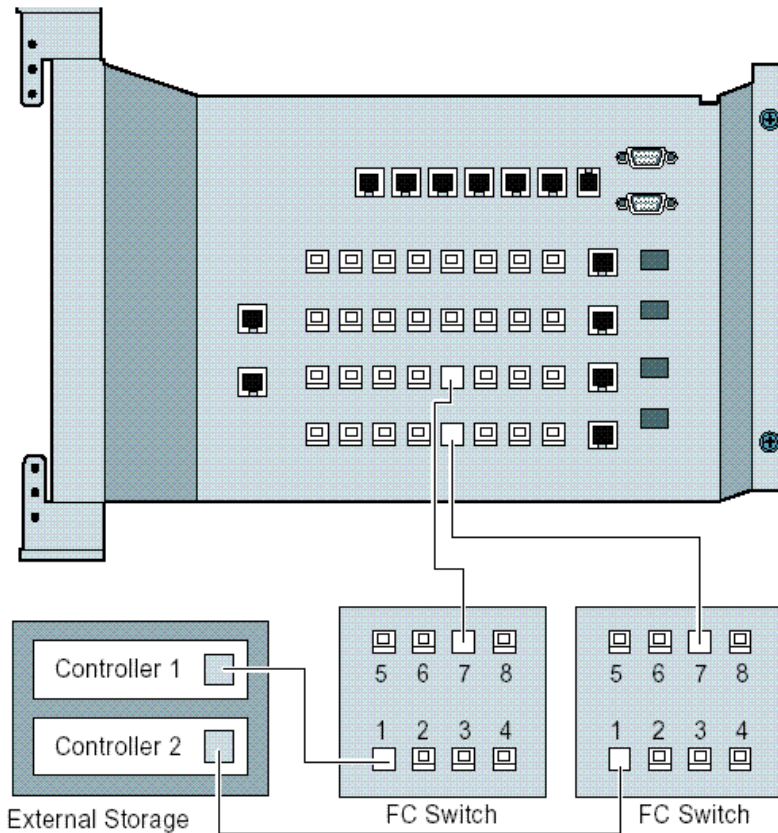 Controller 1
Controller 2
External Storage
5 6 7 8
1 2 3 4
FC Switch
5 6 7 8
1 2 3 4
FC Switch